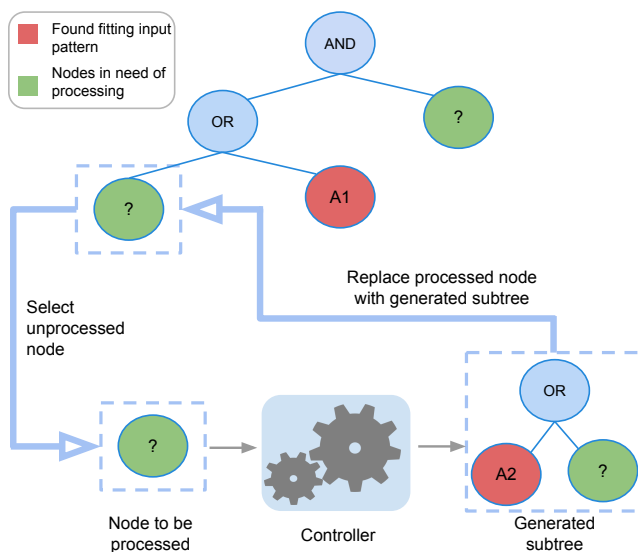 Found fitting input
pattern
Nodes in need of
processing
AND
OR
?
?
A1
Select
unprocessed
node
Replace processed node
with generated subtree
?
OR
A2
?
Node to be
processed
Controller
Generated
subtree